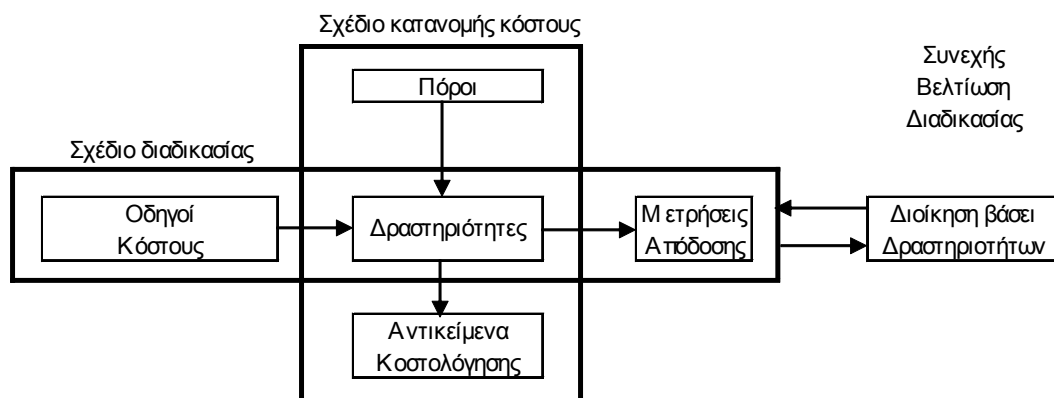 Σχέδιο κατανομής κόστους
Πόροι
Συνεχής
Βελτίωση
Διαδικασίας
Σχέδιο διαδικασίας
Οδηγοί
Κόστους
Δραστηριότητες
Μετρήσεις
Απόδοσης
Διοίκηση βάσει
Δραστηριοτήτων
Αντικείμενα
Κοστολόγησης